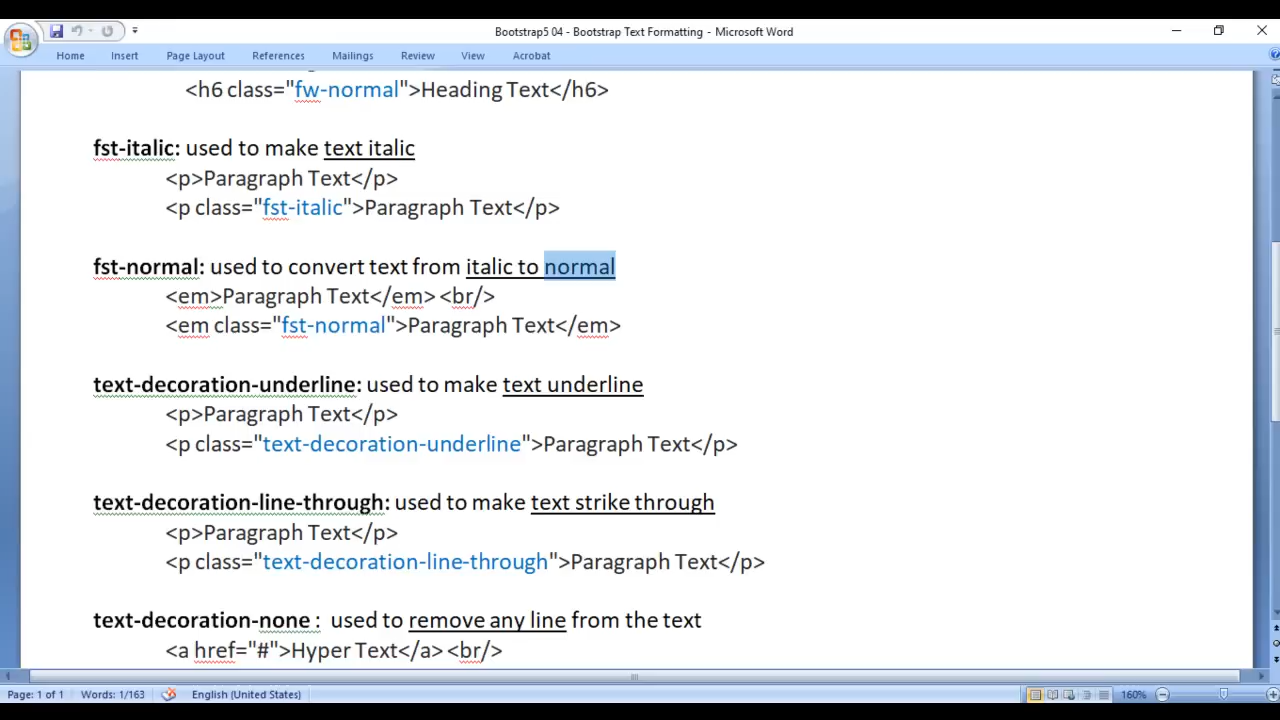 Bootstrap5 04 - Bootstrap Text Formatting - Microsoft Word
Home Insert Page Layout References Mailings Review View Acrobat
<h6 class="fw-normal">Heading Text</h6>
fst-italic: used to make text italic
<p>Paragraph Text</p>
<p class="fst-italic">Paragraph Text</p>
fst-normal: used to convert text from italic to normal
<em>Paragraph Text</em> <br/>
<em class="fst-normal">Paragraph Text</em>
text-decoration-underline: used to make text underline
<p>Paragraph Text</p>
<p class="text-decoration-underline">Paragraph Text</p>
text-decoration-line-through: used to make text strike through
<p>Paragraph Text</p>
<p class="text-decoration-line-through">Paragraph Text</p>
text-decoration-none : used to remove any line from the text
<a href="#">Hyper Text</a> <br/>
Page: 1 of 1 Words: 1/163 English (United States) 160%